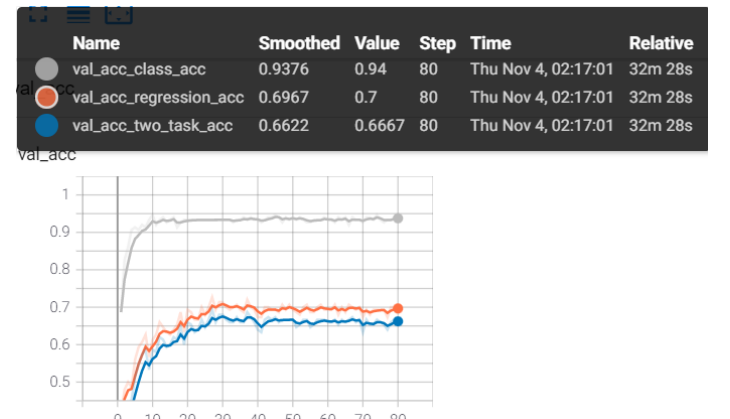 Name Smoothed Value Step Time Relative
val_acc_class_acc 0.9376 0.94 80 Thu Nov 4, 02:17:01 32m 28s
val_acc_regression_acc 0.6967 0.7 80 Thu Nov 4, 02:17:01 32m 28s
val_acc_two_task_acc 0.6622 0.6667 80 Thu Nov 4, 02:17:01 32m 28s
val_acc
1
0.9
0.8
0.7
0.6
0.5
0 10 20 30 40 50 60 70 80